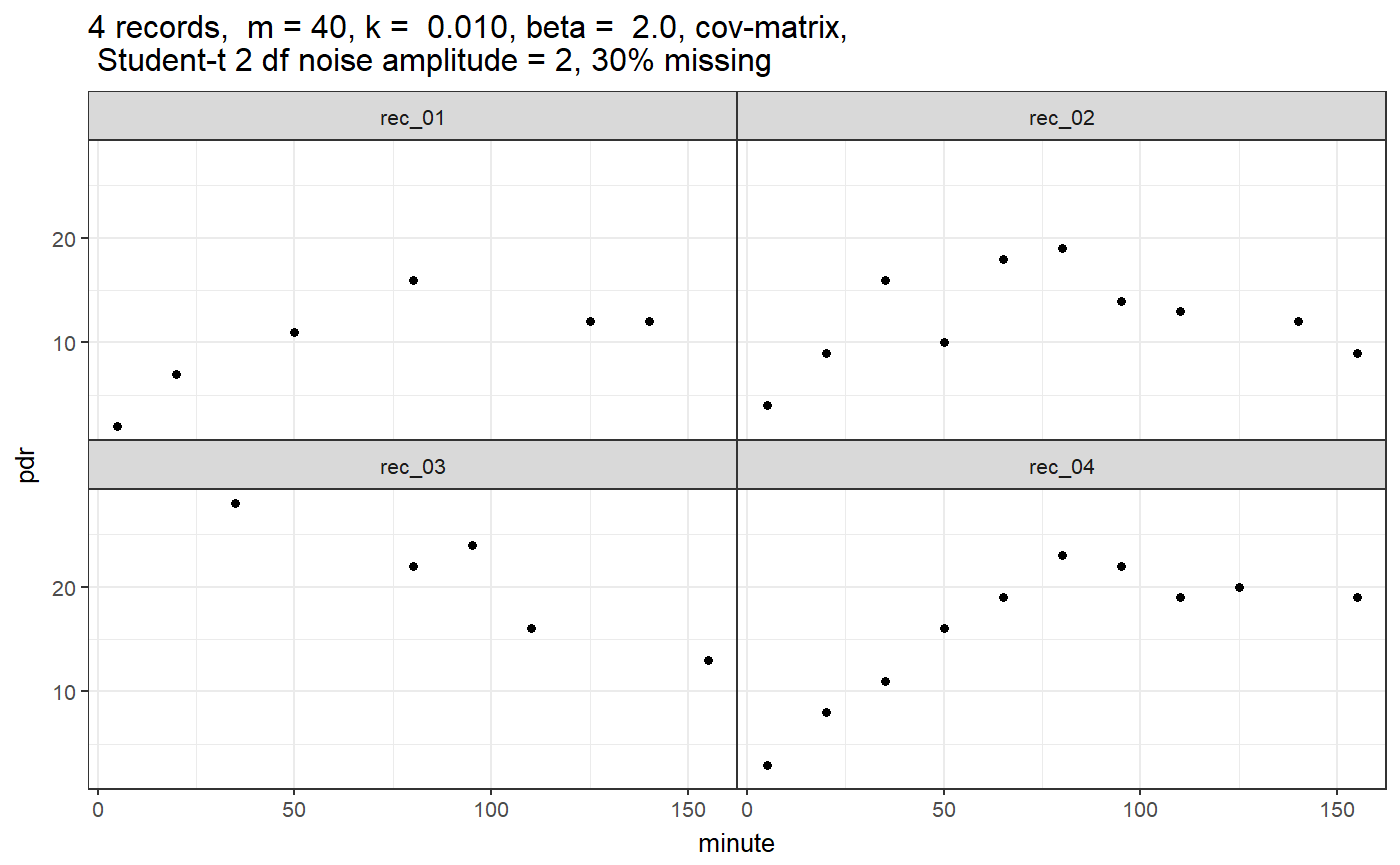 4 records,  m = 40, k =  0.010, beta =  2.0, cov-matrix,
 Student-t 2 df noise amplitude = 2, 30% missing
rec_01
rec_02
20
10
pdr
rec_03
rec_04
20
10
0
50
100
150
0
50
100
150
minute